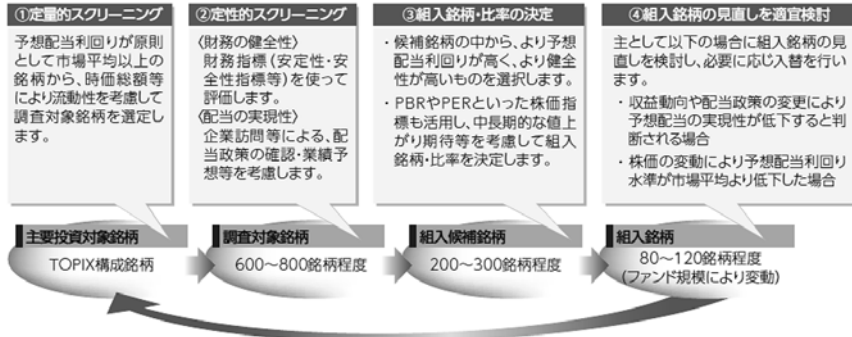 ①定量的スクリーニング
予想配当利回りが原則
として市場平均以上の
銘柄から、時価総額等
により流動性を考慮して
調査対象銘柄を選定し
ます。
②定性的スクリーニング
〈財務の健全性〉
財務指標(安定性・安
全性指標等)を使って
評価します。
〈配当の実現性〉
企業訪問等による、配
当政策の確認・業績予
想等を考慮します。
③組入銘柄・比率の決定
・候補銘柄の中から、より予想
配当利回りが高く、より健全
性が高いものを選択します。
・PBRやPERといった株価指
標も活用し、中長期的な値上
がり期待等を考慮して組入
銘柄・比率を決定します。
④組入銘柄の見直しを適宜検討
主として以下の場合に組入銘柄の見
直しを検討し、必要に応じ入替を行い
ます。
・収益動向や配当政策の変更により
予想配当の実現性が低下すると判
断される場合
・株価の変動により予想配当利回り
水準が市場平均より低下した場合
主要投資対象銘柄
TOPIX構成銘柄
調査対象銘柄
600～800銘柄程度
組入候補銘柄
200～300銘柄程度
組入銘柄
80～120銘柄程度
(ファンド規模により変動)